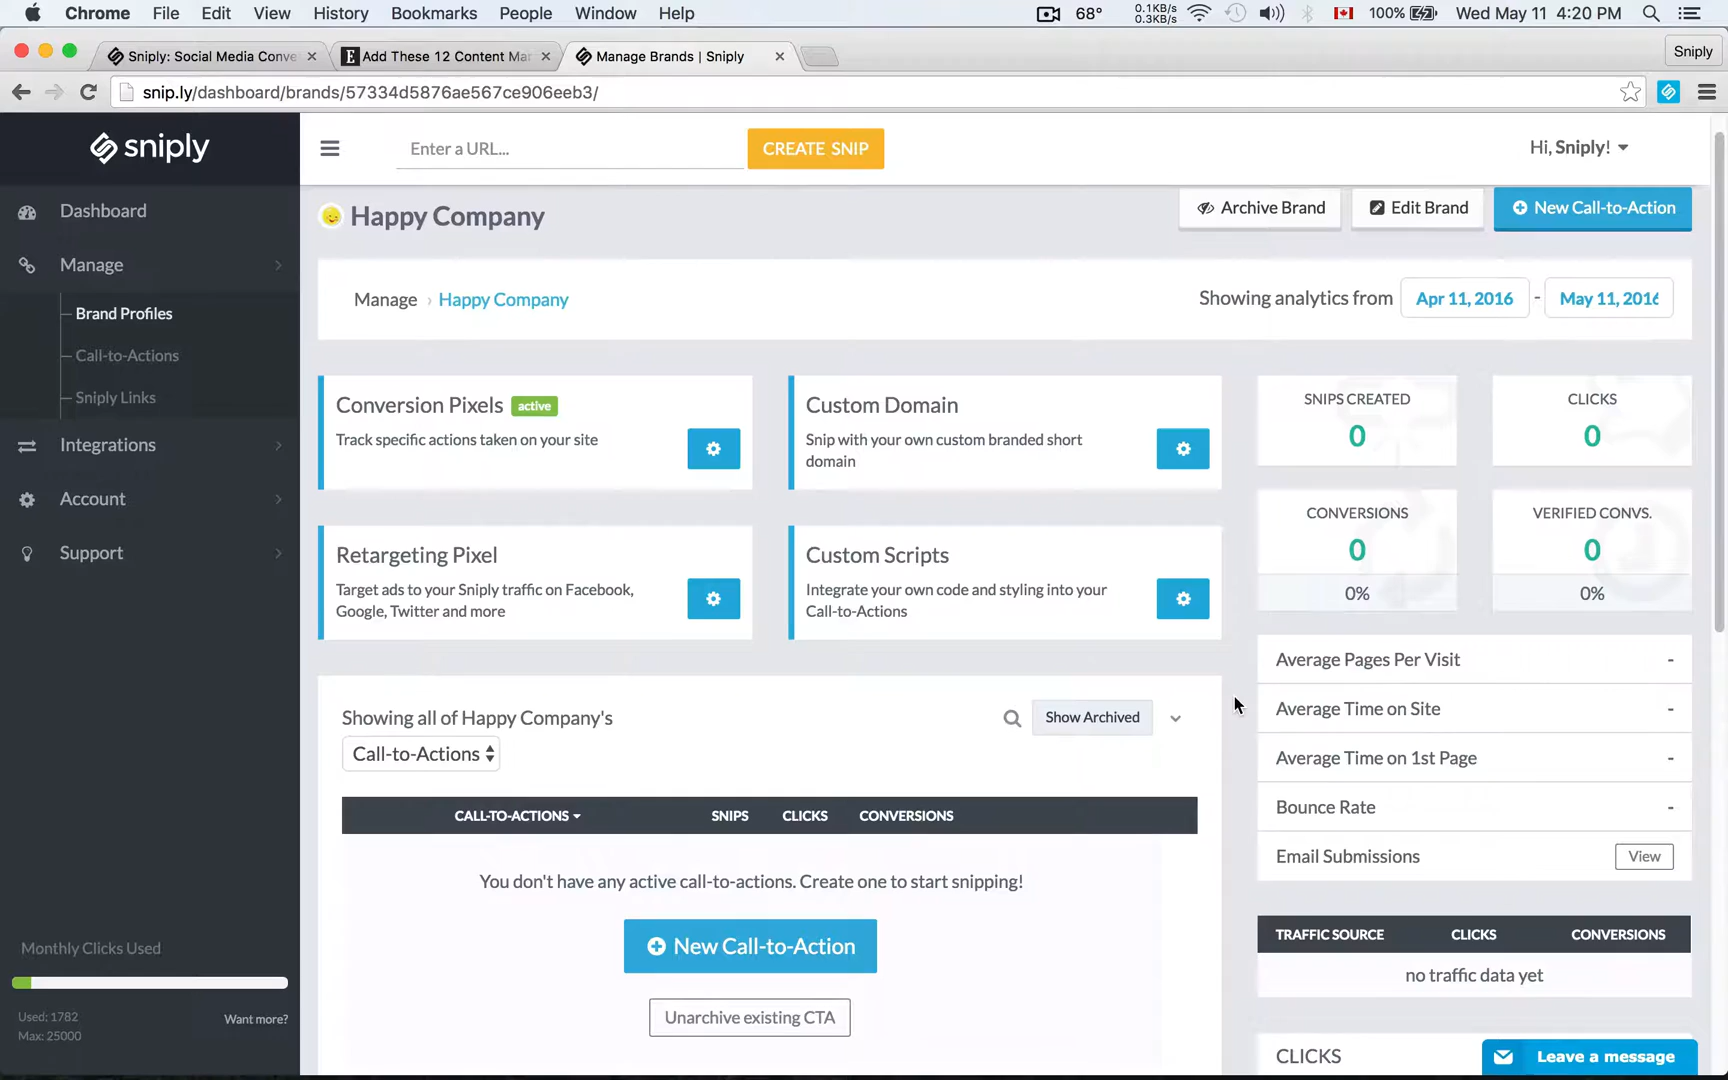 Chrome File Edit View History Bookmarks People Window Help 68° 0.1KB/s 0.3KB/s 100% Wed May 11 4:20 PM
Sniply: Social Media Conve Add These 12 Content Mar Manage Brands | Sniply Sniply
snip.ly/dashboard/brands/57334d5876ae567ce906eeb3/
sniply Enter a URL... CREATE SNIP Hi, Sniply!
Dashboard
Manage
Brand Profiles
Call-to-Actions
Sniply Links
Integrations
Account
Support
Monthly Clicks Used
Used: 1782
Max: 25000
Want more?
Happy Company Archive Brand Edit Brand New Call-to-Action
Manage › Happy Company Showing analytics from Apr 11, 2016 - May 11, 2016
Conversion Pixels active
Track specific actions taken on your site
Custom Domain
Snip with your own custom branded short
domain
Retargeting Pixel
Target ads to your Sniply traffic on Facebook,
Google, Twitter and more
Custom Scripts
Integrate your own code and styling into your
Call-to-Actions
SNIPS CREATED
0
CLICKS
0
CONVERSIONS
0
0%
VERIFIED CONVS.
0
0%
Average Pages Per Visit -
Average Time on Site -
Average Time on 1st Page -
Bounce Rate -
Email Submissions View
Showing all of Happy Company's Show Archived
Call-to-Actions
CALL-TO-ACTIONS SNIPS CLICKS CONVERSIONS
You don't have any active call-to-actions. Create one to start snipping!
New Call-to-Action
Unarchive existing CTA
TRAFFIC SOURCE CLICKS CONVERSIONS
no traffic data yet
CLICKS
Leave a message